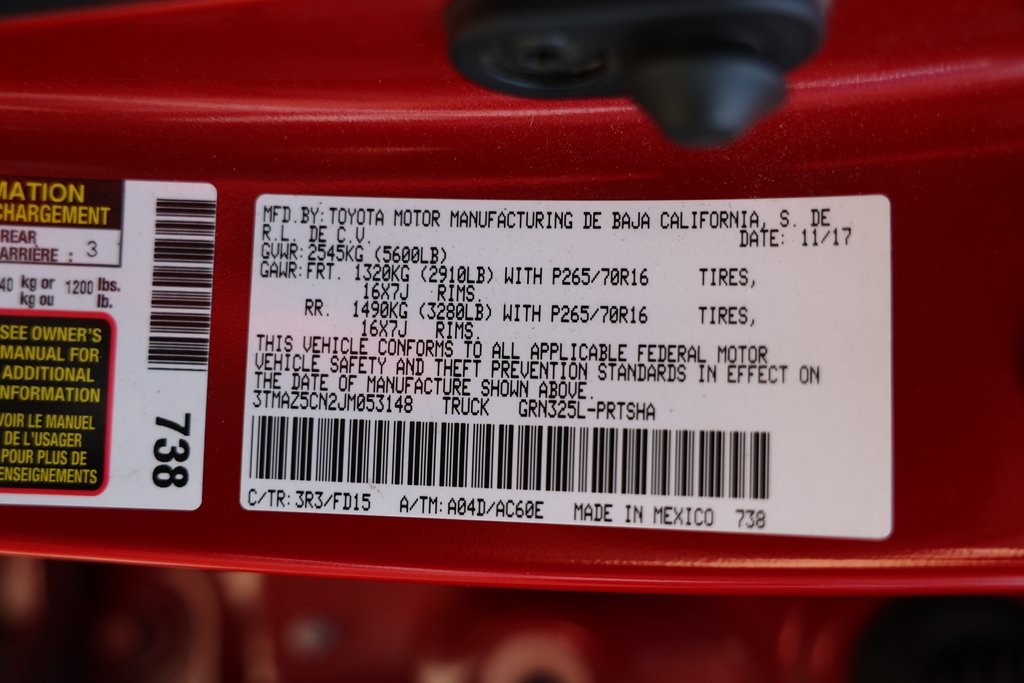 MATION
CHARGEMENT
REAR
ARRIÈRE : 3
40 kg or 1200 lbs.
kg ou lb.
SEE OWNER'S
MANUAL FOR
ADDITIONAL
INFORMATION
VOIR LE MANUEL
DE L'USAGER
POUR PLUS DE
RENSEIGNEMENTS
738
MFD.BY:TOYOTA MOTOR MANUFACTURING DE BAJA CALIFORNIA, S. DE
R.L. DE C.V. DATE: 11/17
GVWR:2545KG (5600LB)
GAWR:FRT. 1320KG (2910LB) WITH P265/70R16 TIRES,
16X7J RIMS,
RR. 1490KG (3280LB) WITH P265/70R16 TIRES,
16X7J RIMS.
THIS VEHICLE CONFORMS TO ALL APPLICABLE FEDERAL MOTOR
VEHICLE SAFETY AND THEFT PREVENTION STANDARDS IN EFFECT ON
THE DATE OF MANUFACTURE SHOWN ABOVE.
3TMAZ5CN2JM053148 TRUCK GRN325L-PRTSHA
C/TR:3R3/FD15 A/TM:A04D/AC60E MADE IN MEXICO 738